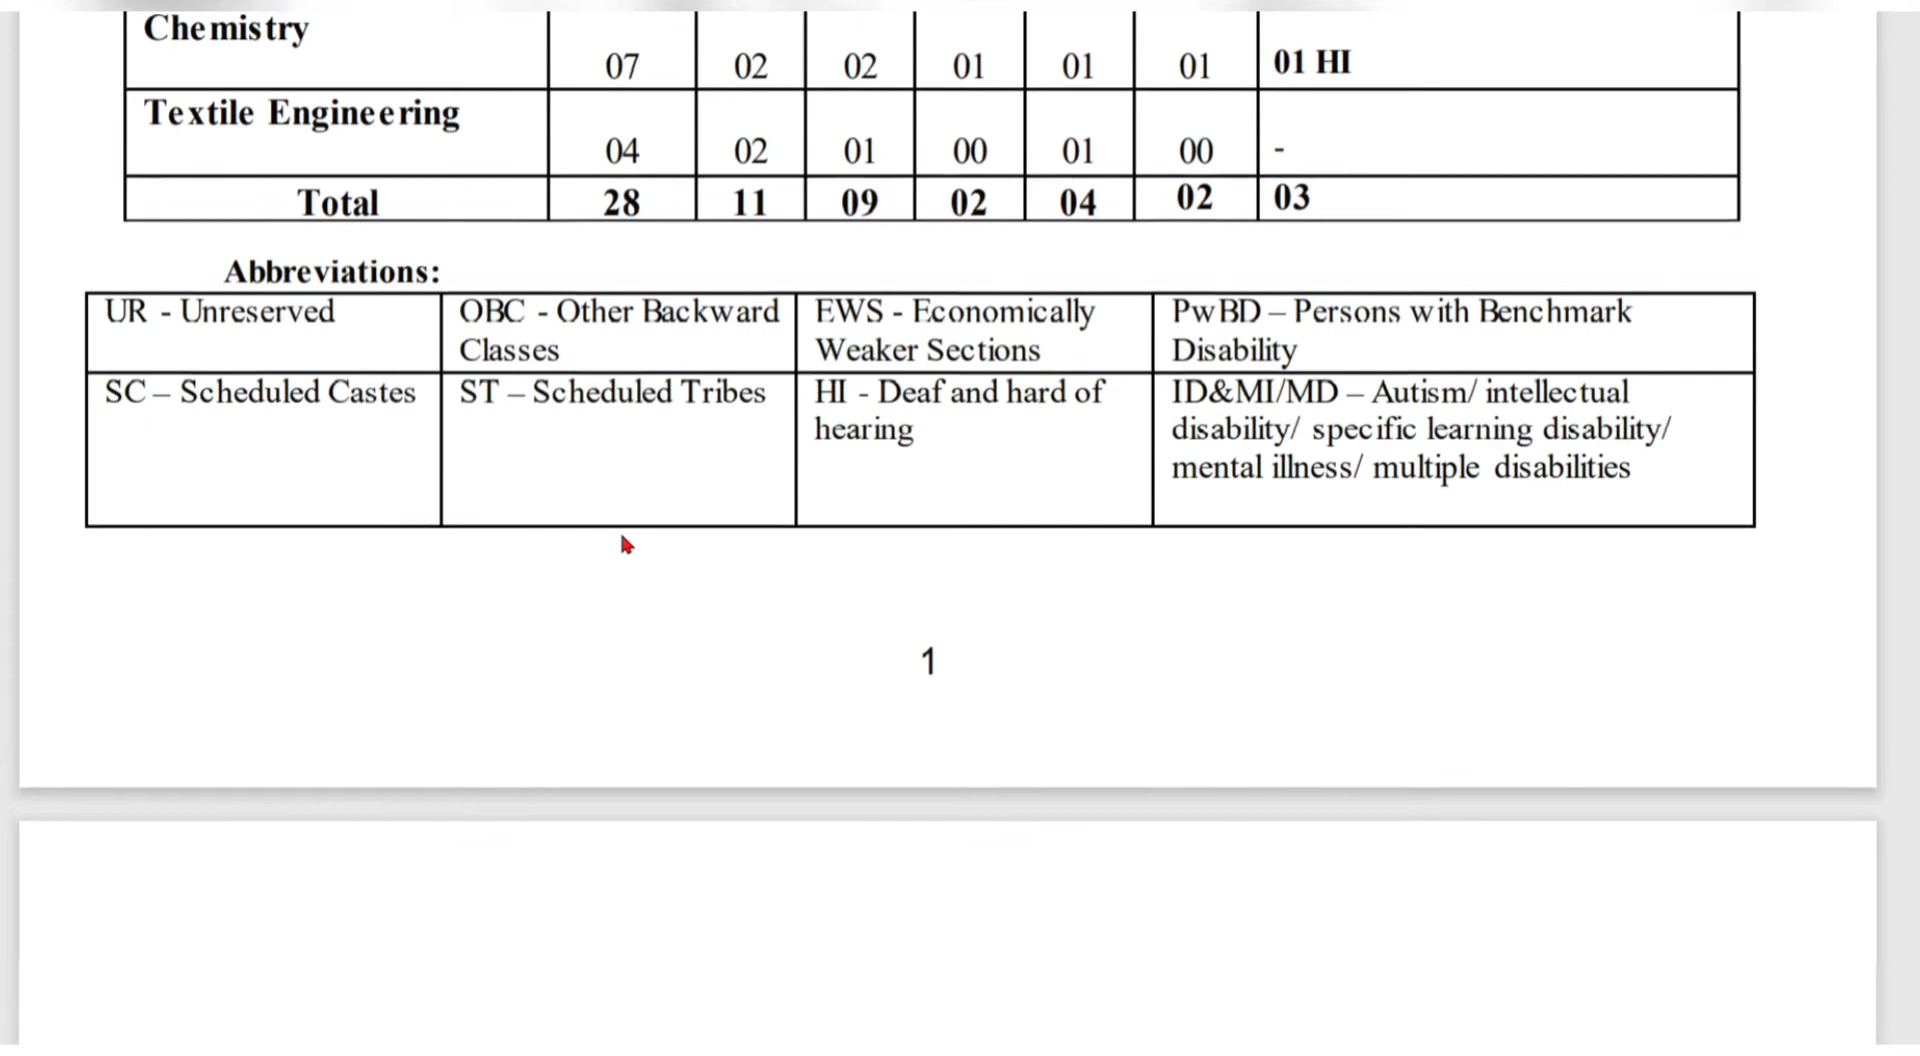 Chemistry
07 02 02 01 01 01 01 HI
Textile Engineering
04 02 01 00 01 00 -
Total 28 11 09 02 04 02 03
Abbreviations:
UR - Unreserved
OBC - Other Backward
Classes
EWS - Economically
Weaker Sections
PwBD – Persons with Benchmark
Disability
SC – Scheduled Castes
ST – Scheduled Tribes
HI - Deaf and hard of
hearing
ID&MI/MD – Autism/ intellectual
disability/ specific learning disability/
mental illness/ multiple disabilities
1